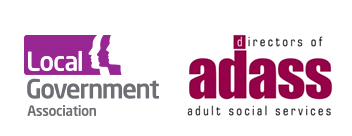 Local
Government
Association
directors of
adass
adult social services